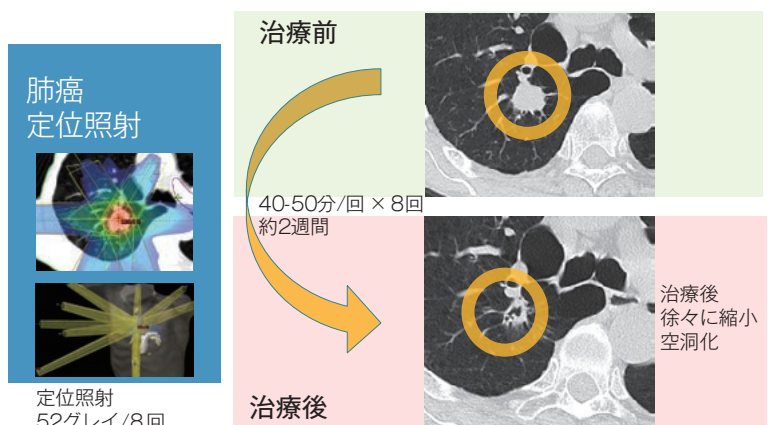 肺癌
定位照射
定位照射
52グレイ/8回
治療前
40-50分/回 × 8回
約2週間
治療後
徐々に縮小
空洞化
治療後